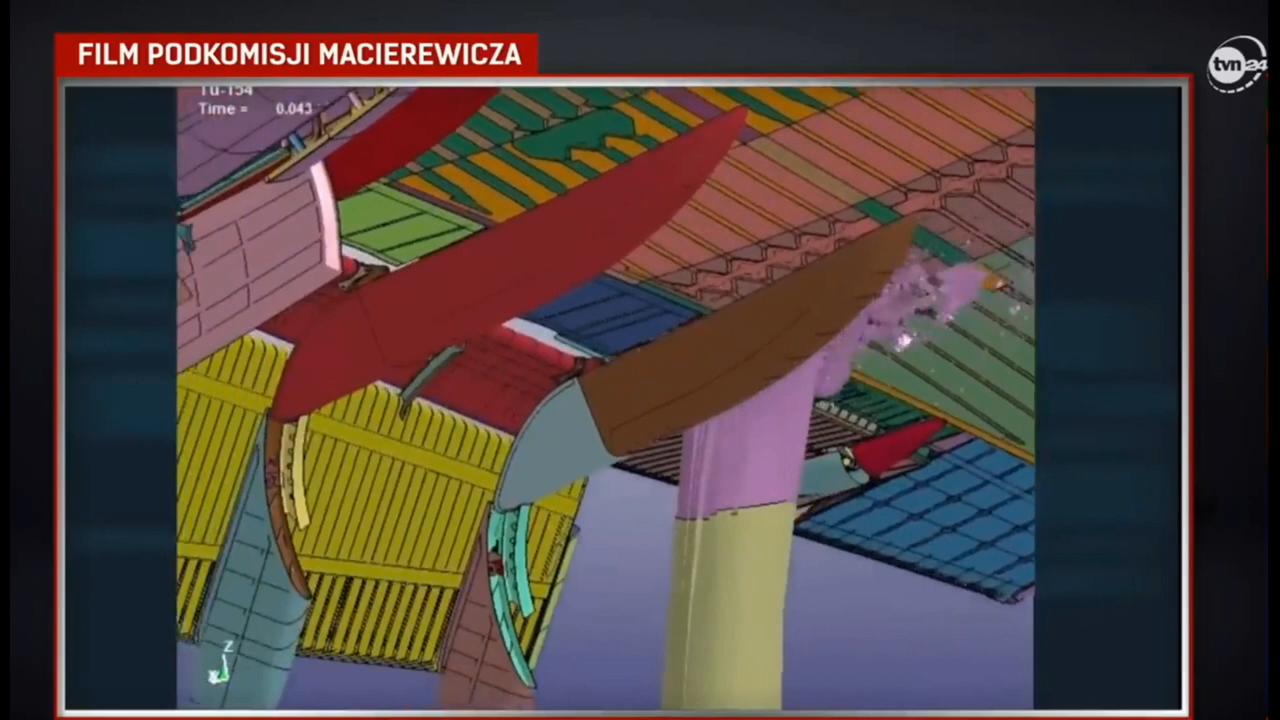 FILM PODKOMISJI MACIEREWICZA
tvn24
Tu-154
Time = 0.043
Z